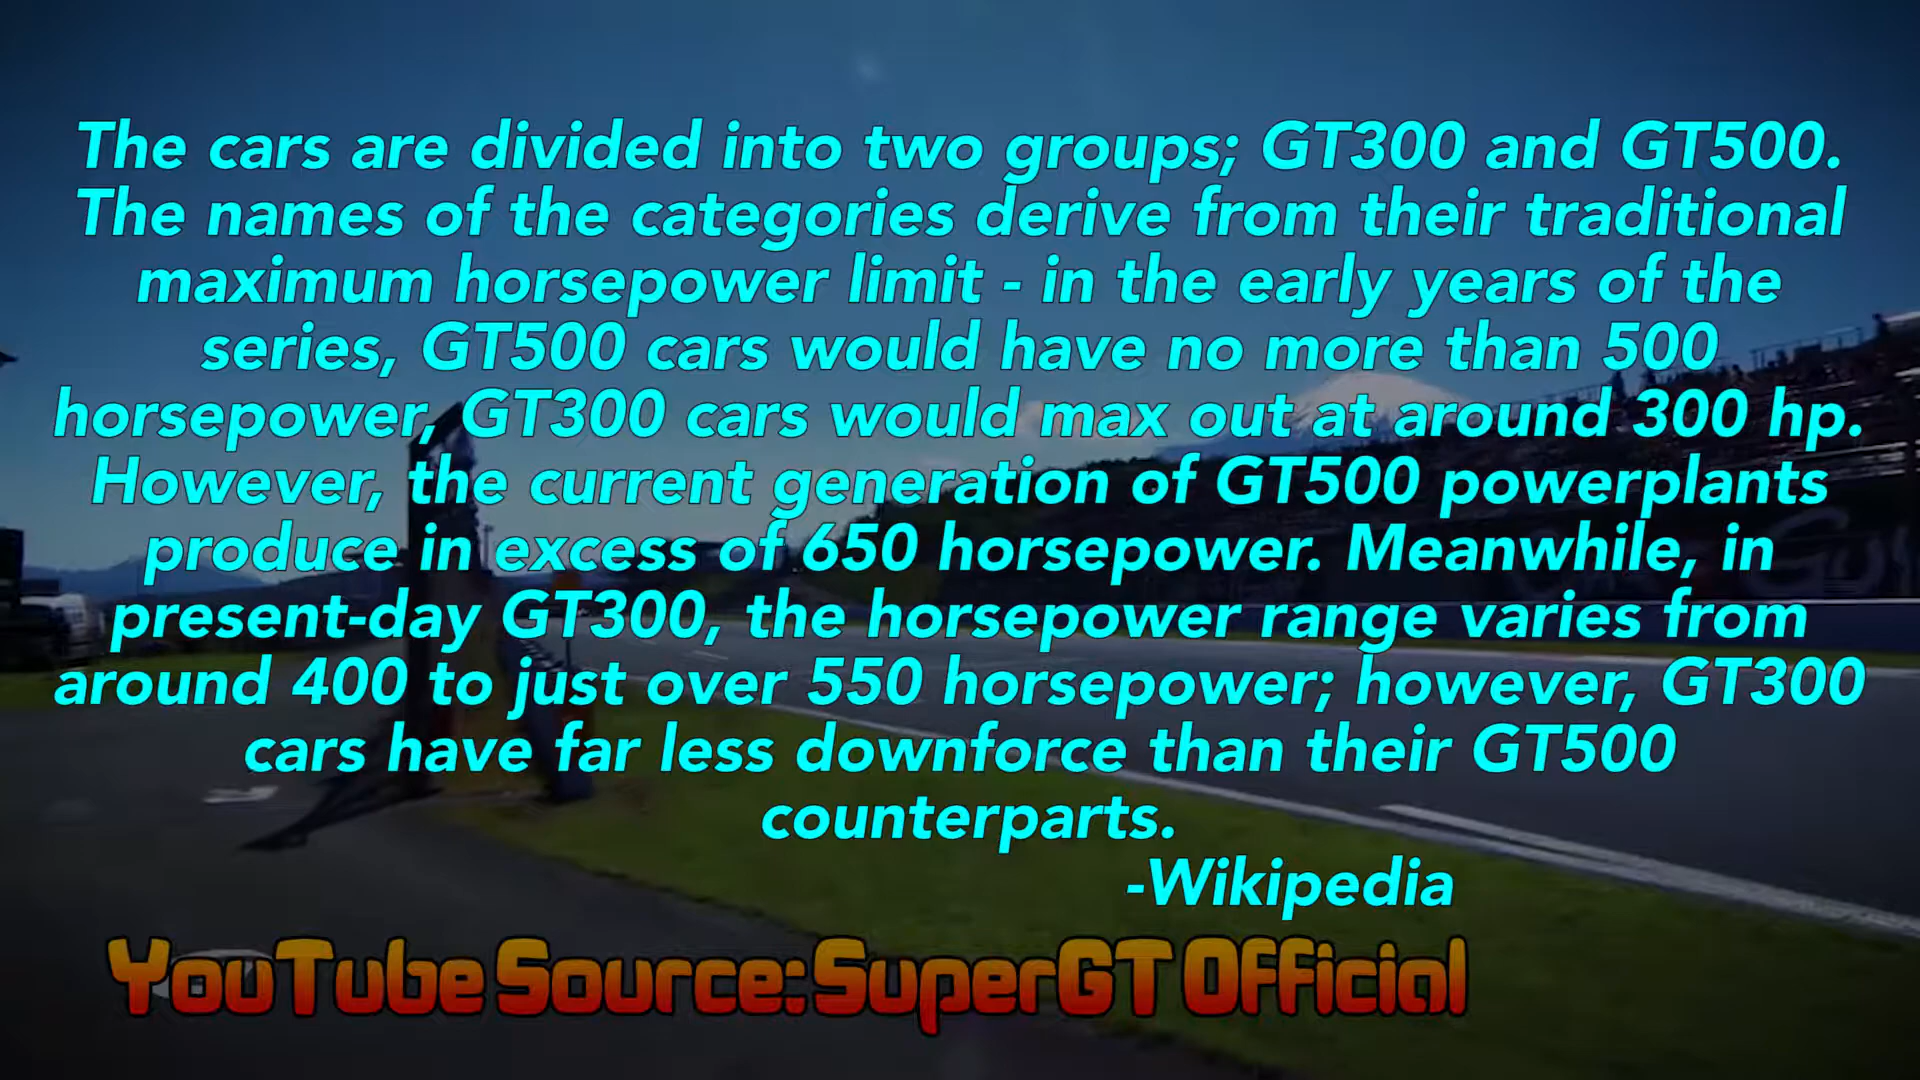 The cars are divided into two groups; GT300 and GT500.
The names of the categories derive from their traditional
maximum horsepower limit - in the early years of the
series, GT500 cars would have no more than 500
horsepower, GT300 cars would max out at around 300 hp.
However, the current generation of GT500 powerplants
produce in excess of 650 horsepower. Meanwhile, in
present-day GT300, the horsepower range varies from
around 400 to just over 550 horsepower; however, GT300
cars have far less downforce than their GT500
counterparts.
-Wikipedia
YouTube Source: SuperGT Official